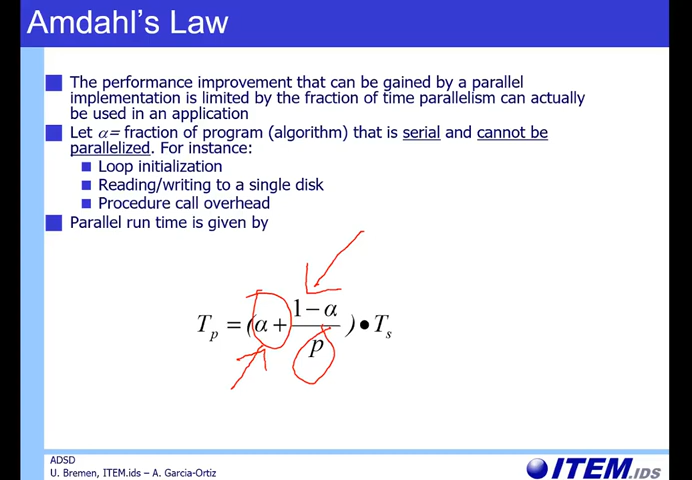 Amdahl's Law
The performance improvement that can be gained by a parallel
implementation is limited by the fraction of time parallelism can actually
be used in an application
Let α= fraction of program (algorithm) that is serial and cannot be
parallelized. For instance:
Loop initialization
Reading/writing to a single disk
Procedure call overhead
Parallel run time is given by
T_p = (α + (1 − α)/p ) • T_s
ADSD
U. Bremen, ITEM.ids – A. Garcia-Ortiz
ITEM.IDS